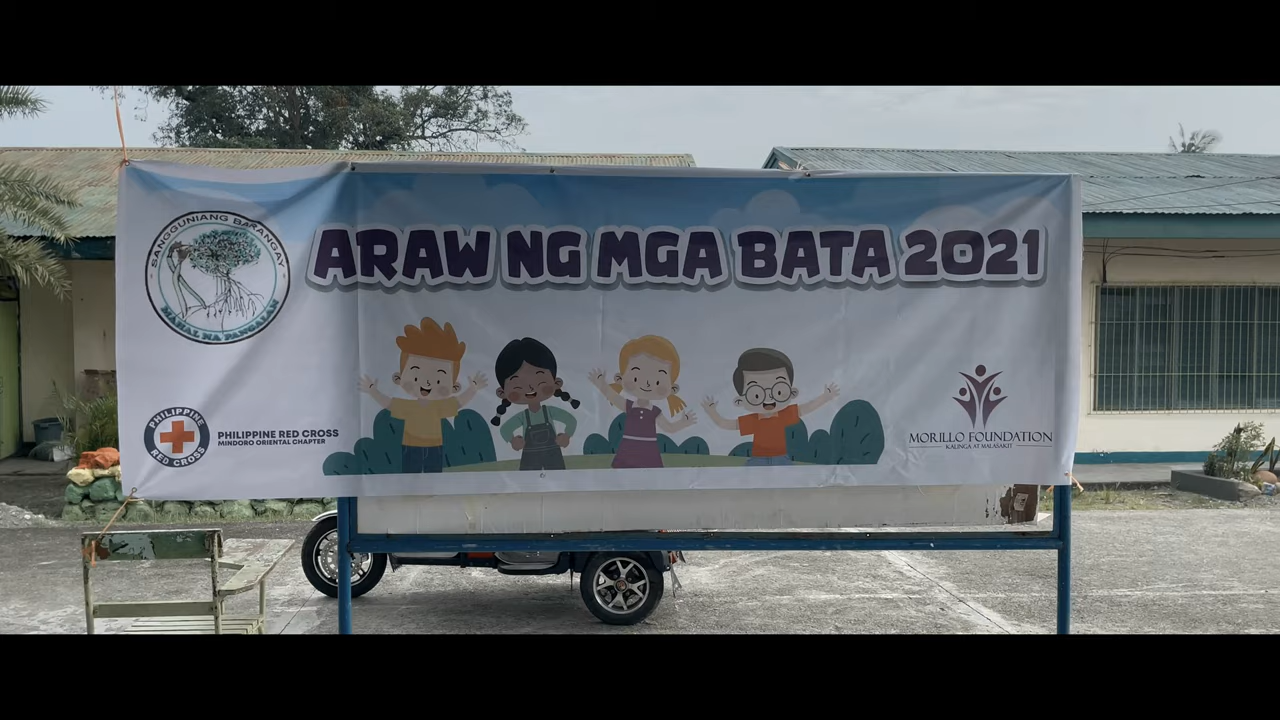 SANGGUNIANG BARANGAY
MAHAL NA PANGALAN
ARAW NG MGA BATA 2021
PHILIPPINE
RED CROSS
PHILIPPINE RED CROSS
MINDORO ORIENTAL CHAPTER
MORILLO FOUNDATION
KALINGA AT MALASAKIT